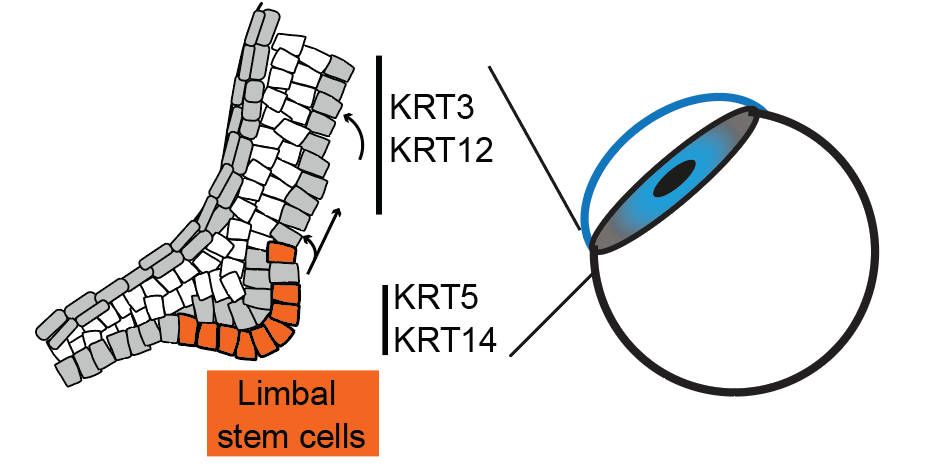 KRT3
KRT12
KRT5
KRT14
Limbal
stem cells